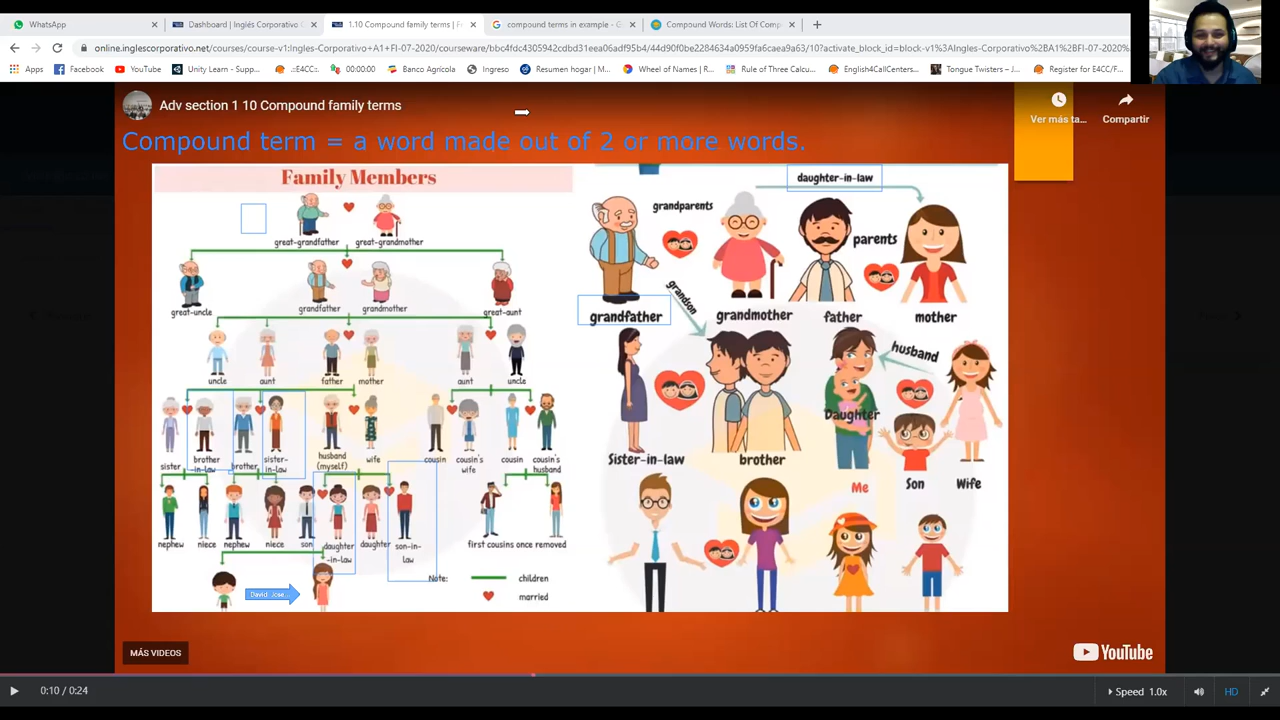 WhatsApp
Dashboard | Inglés Corporativo
1.10 Compound family terms |
compound terms in example - G
Compound Words: List Of Comp
online.inglescorporativo.net/courses/course-v1:Ingles-Corporativo+A1+FI-07-2020/courseware/bbc4fdc4305942cdbd31eea06adf95b4/44d90f0be2284634a0959fa6caea9a63/10?activate_block_id=block-v1%3AIngles-Corporativo%2BA1%2BFI-07-2020%
Apps
Facebook
YouTube
Unity Learn - Supp...
.:E4CC:.
00:00:00
Banco Agrícola
Ingreso
Resumen hogar | M...
Wheel of Names | R...
Rule of Three Calcu...
English4CallCenters...
Tongue Twisters – J...
Register for E4CC/F...
Adv section 1 10 Compound family terms
Ver más ta...
Compartir
Compound term = a word made out of 2 or more words.
Family Members
great-grandfather great-grandmother
great-uncle grandfather grandmother great-aunt
uncle aunt father mother aunt uncle
sister brother in-law brother sister-in-law husband (myself) wife cousin cousin's wife cousin cousin's husband
nephew niece nephew niece son daughter-in-law daughter son-in-law first cousins once removed
David, Jose...
Note: children
married
daughter-in-law
grandparents
parents
grandson
grandfather grandmother father mother
husband
Daughter
Sister-in-law brother Me Son Wife
MÁS VIDEOS
YouTube
0:10 / 0:24
Speed 1.0x
HD